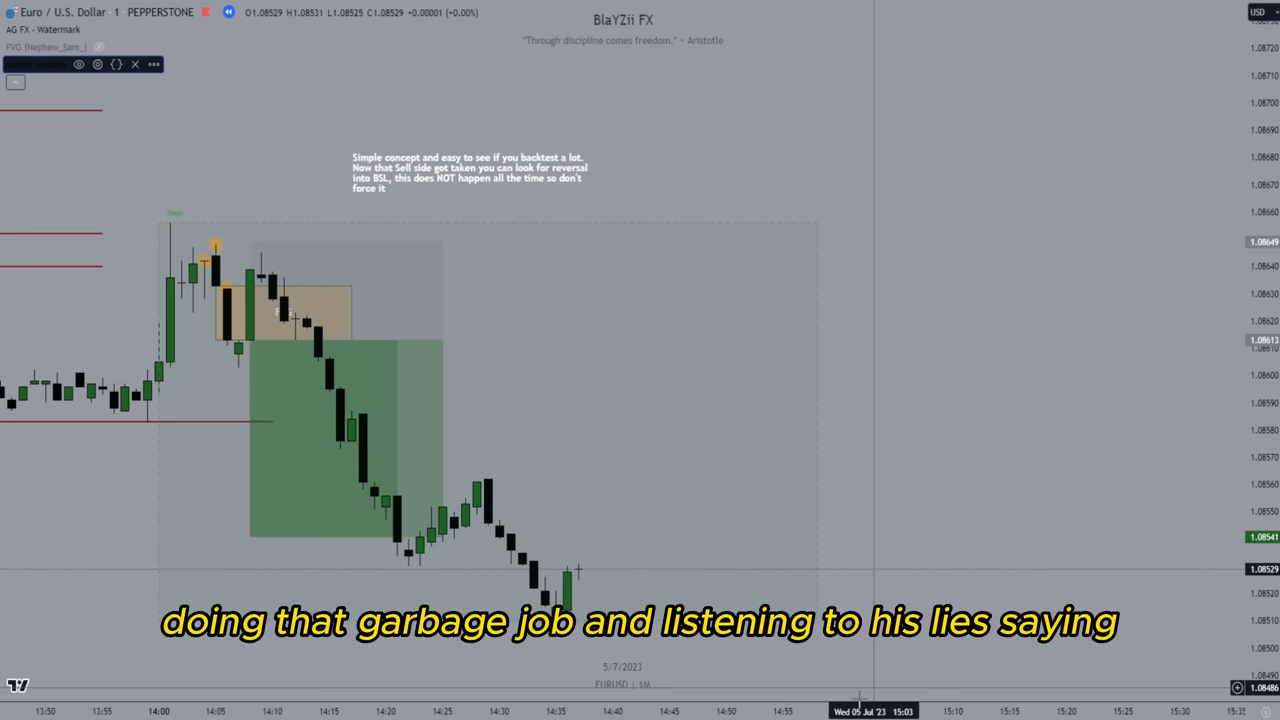 Euro / U.S. Dollar · 1 · PEPPERSTONE O1.08529 H1.08531 L1.08525 C1.08529 +0.00001 (+0.00%)
AG FX - Watermark
FVG (Nephew_Sam_)
BlaYZii FX
"Through discipline comes freedom." ~ Aristotle
USD
1.08720
1.08710
1.08700
1.08690
1.08680
1.08670
1.08660
1.08649
1.08640
1.08630
1.08620
1.08613
1.08610
1.08600
1.08590
1.08580
1.08570
1.08560
1.08550
1.08541
1.08529
1.08520
1.08510
1.08500
1.08490
1.08486
Simple concept and easy to see if you backtest a lot.
Now that Sell side got taken you can look for reversal
into BSL, this does NOT happen all the time so don't
force it
Tokyo
doing that garbage job and listening to his lies saying
5/7/2023
EURUSD | 1M
13:50 13:55 14:00 14:05 14:10 14:15 14:20 14:25 14:30 14:35 14:40 14:45 14:50 14:55 Wed 05 Jul '23 15:03 15:10 15:15 15:20 15:25 15:30 15:35